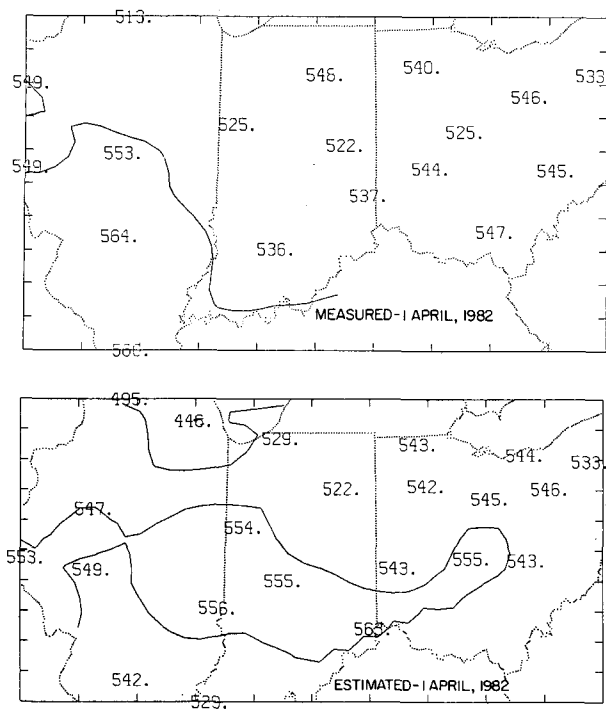 513.
549. 548. 540. 533
546.
525. 525.
553. 522.
549. 544. 545.
537.
564. 536. 547.
MEASURED-1 APRIL, 1982
495.
446. 529. 543.
544. 533.
522. 542. 546.
547. 545.
554.
553. 549. 555. 543. 555. 543.
556. 563.
542. ESTIMATED-1 APRIL, 1982
529.